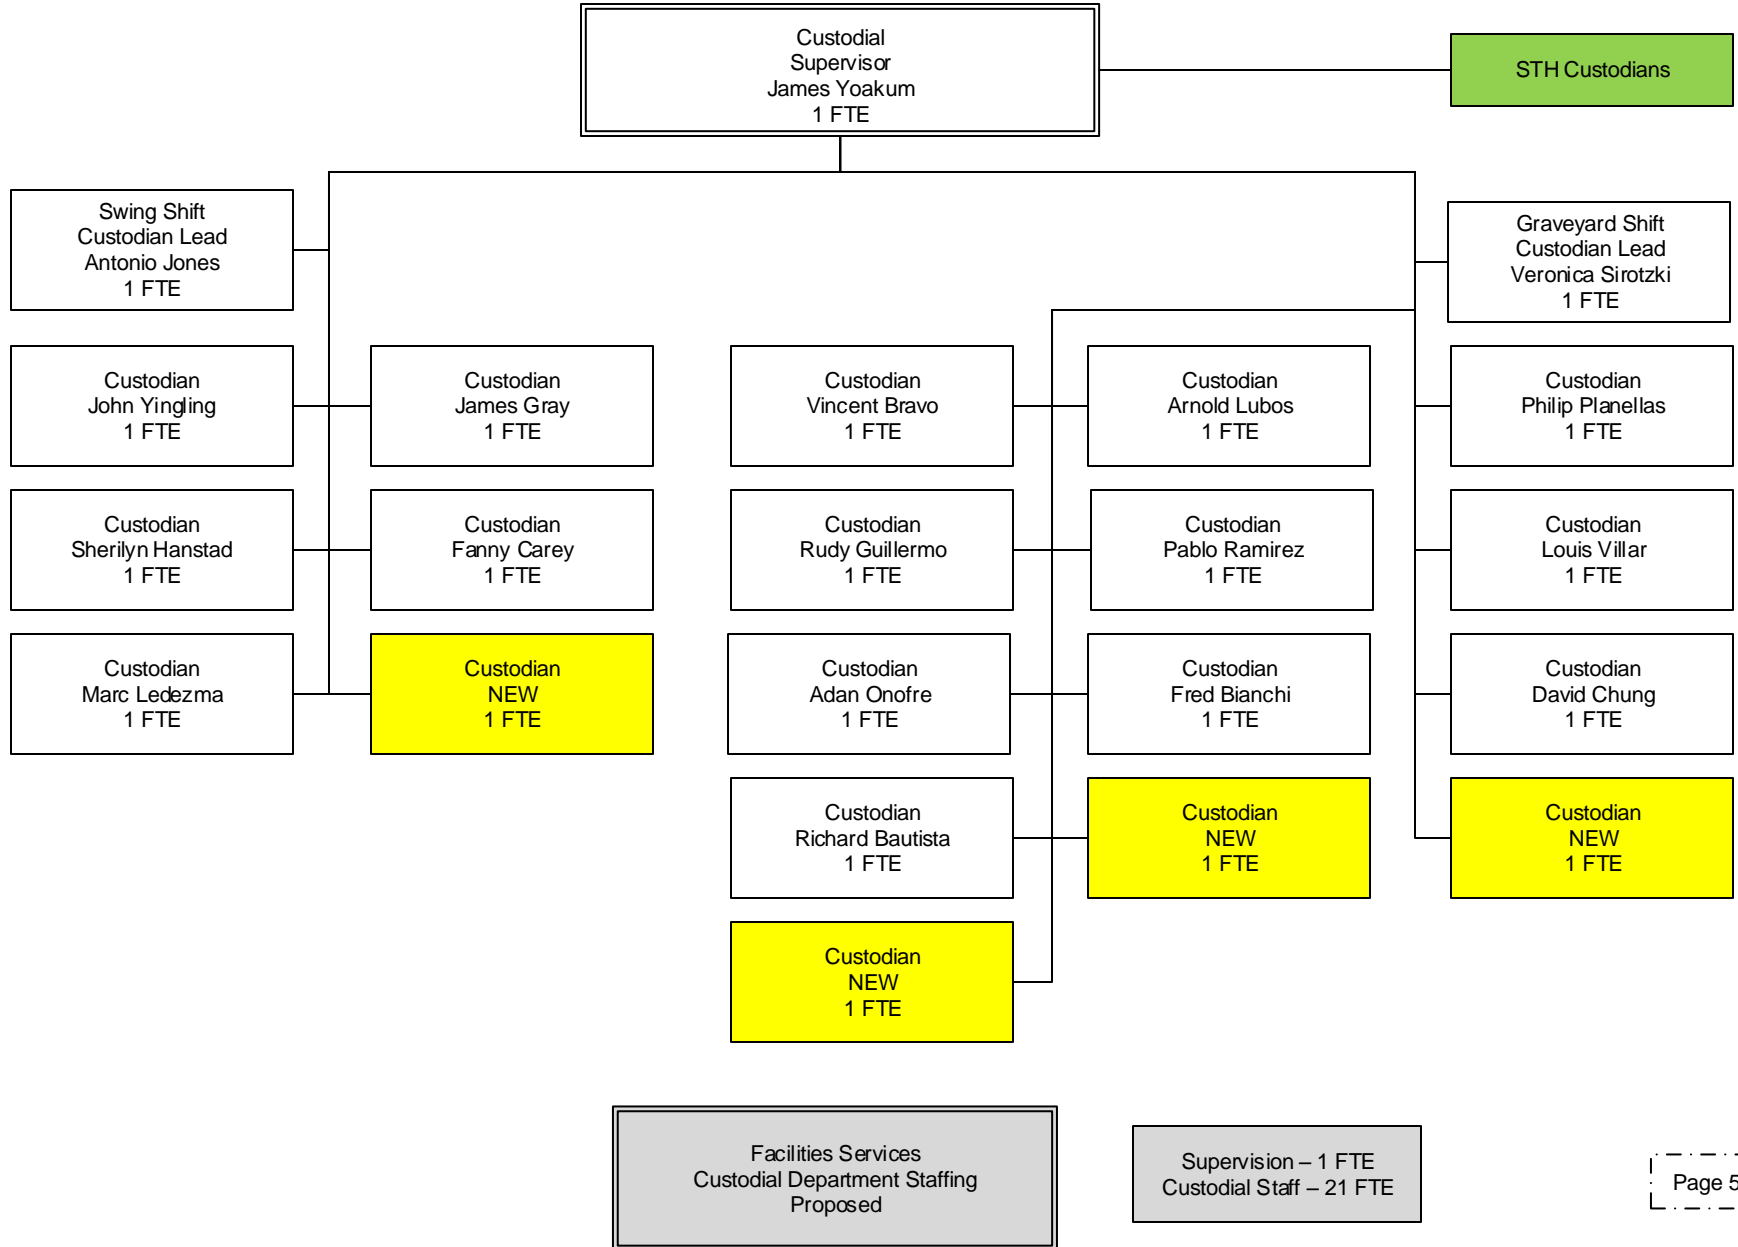 Custodial
Supervisor
James Yoakum
1 FTE
STH Custodians
Swing Shift
Custodian Lead
Antonio Jones
1 FTE
Graveyard Shift
Custodian Lead
Veronica Sirotzki
1 FTE
Custodian
John Yingling
1 FTE
Custodian
James Gray
1 FTE
Custodian
Vincent Bravo
1 FTE
Custodian
Arnold Lubos
1 FTE
Custodian
Philip Planellas
1 FTE
Custodian
Sherilyn Hanstad
1 FTE
Custodian
Fanny Carey
1 FTE
Custodian
Rudy Guillermo
1 FTE
Custodian
Pablo Ramirez
1 FTE
Custodian
Louis Villar
1 FTE
Custodian
Marc Ledezma
1 FTE
Custodian
NEW
1 FTE
Custodian
Adan Onofre
1 FTE
Custodian
Fred Bianchi
1 FTE
Custodian
David Chung
1 FTE
Custodian
Richard Bautista
1 FTE
Custodian
NEW
1 FTE
Custodian
NEW
1 FTE
Custodian
NEW
1 FTE
Facilities Services
Custodial Department Staffing
Proposed
Supervision – 1 FTE
Custodial Staff – 21 FTE
Page 5